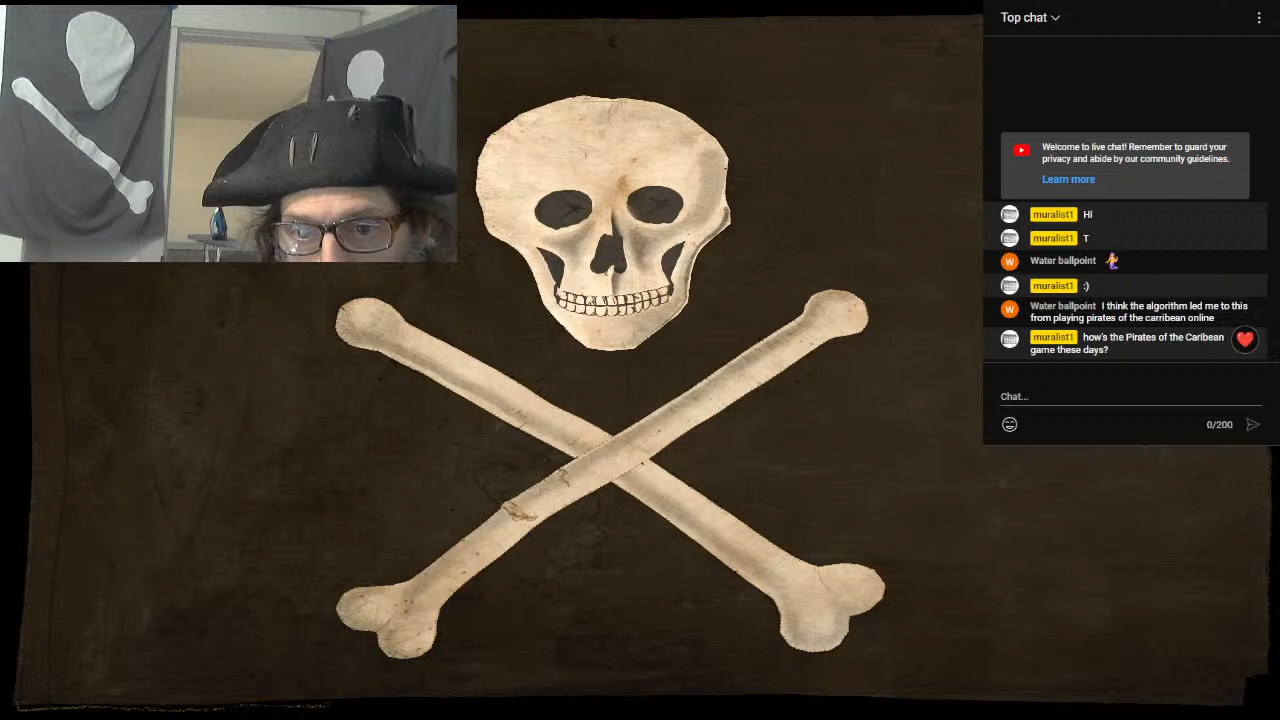 Top chat
Welcome to live chat! Remember to guard your
privacy and abide by our community guidelines.
Learn more
muralist1 Hi
muralist1 T
Water ballpoint 🧜‍♀️
muralist1 :)
Water ballpoint I think the algorithm led me to this
from playing pirates of the carribean online
muralist1 how's the Pirates of the Caribean
game these days?
Chat...
0/200